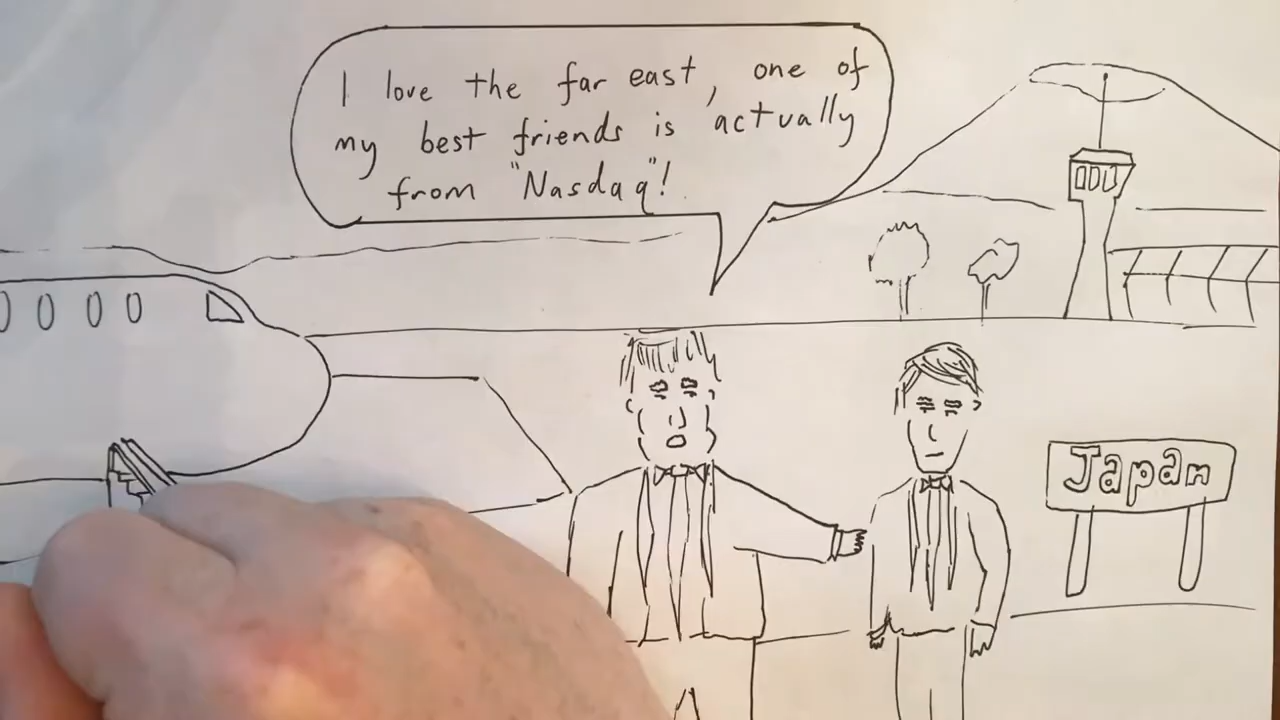 I love the far east, one of
my best friends is actually
from "Nasdaq"!
Japan